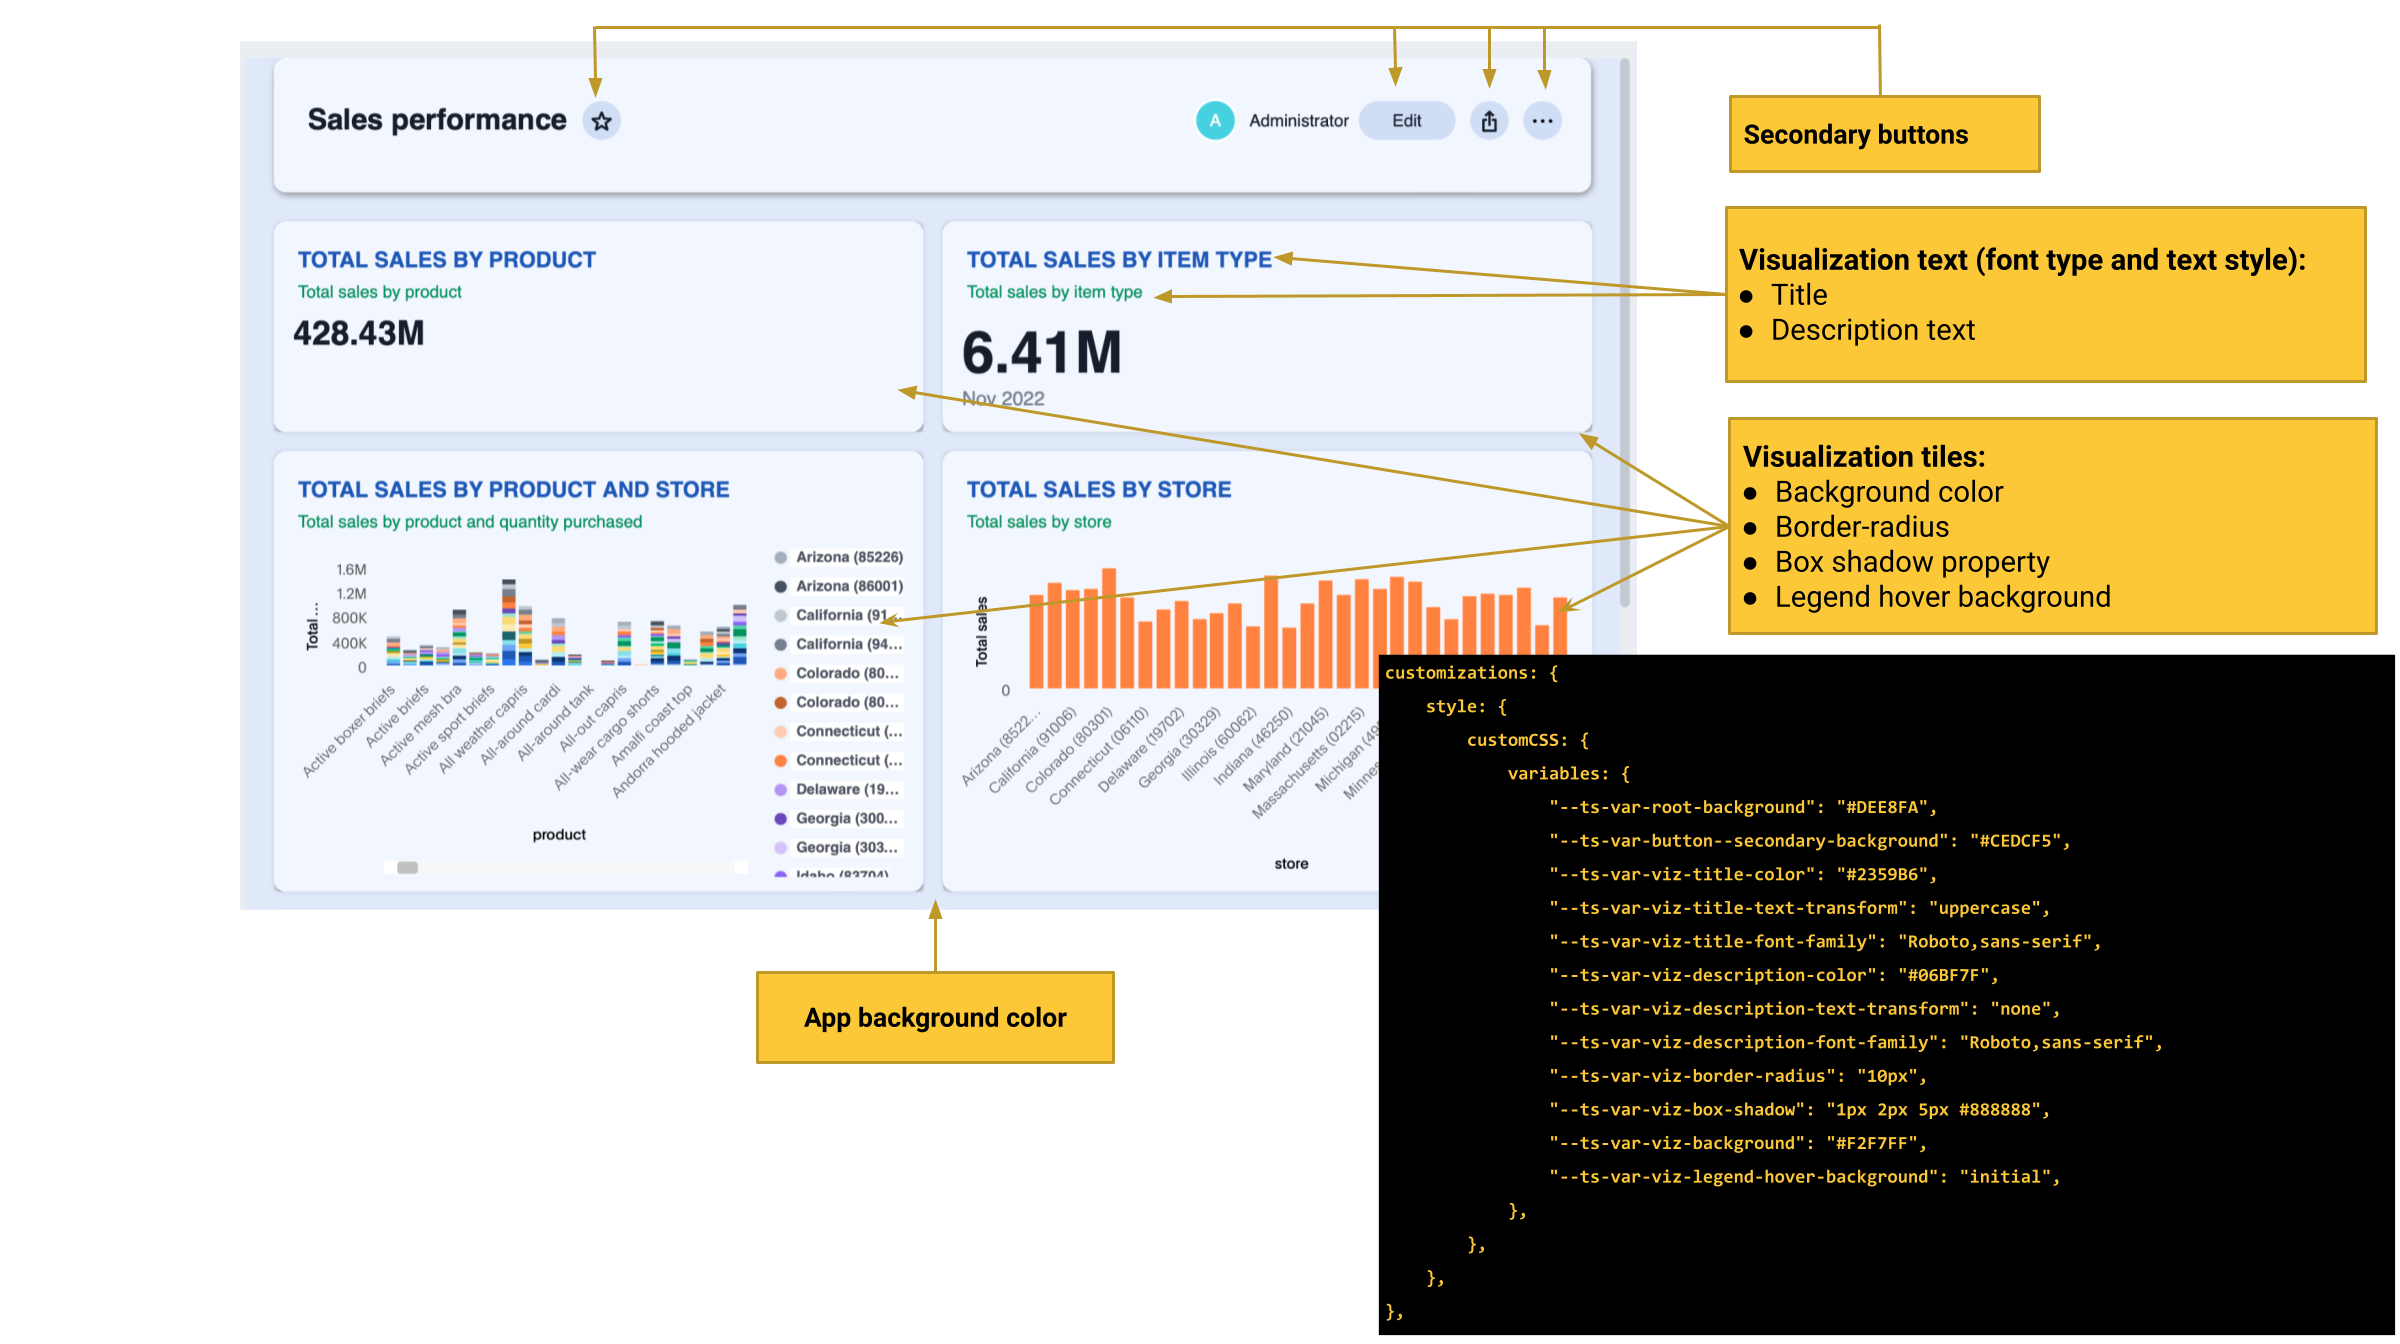 Sales performance
A Administrator Edit
Secondary buttons
TOTAL SALES BY PRODUCT
Total sales by product
428.43M
TOTAL SALES BY ITEM TYPE
Total sales by item type
6.41M
Nov 2022
Visualization text (font type and text style):
● Title
● Description text
Visualization tiles:
● Background color
● Border-radius
● Box shadow property
● Legend hover background
TOTAL SALES BY PRODUCT AND STORE
Total sales by product and quantity purchased
Total ...
1.6M
1.2M
800K
400K
0
Active boxer briefs
Active briefs
Active mesh bra
Active sport briefs
All weather capris
All-around cardi
All-around tank
All-out capris
All-wear cargo shorts
Amalfi coast top
Andorra hooded jacket
product
Arizona (85226)
Arizona (86001)
California (91...
California (94...
Colorado (80...
Colorado (80...
Connecticut (...
Connecticut (...
Delaware (19...
Georgia (300...
Georgia (303...
Idaho (83704)
TOTAL SALES BY STORE
Total sales by store
Total sales
0
Arizona (8522...
California (91006)
Colorado (80301)
Connecticut (06110)
Delaware (19702)
Georgia (30329)
Illinois (60062)
Indiana (46250)
Maryland (21045)
Massachusetts (02215)
Michigan (49
Minnes
store
App background color
customizations: {
style: {
customCSS: {
variables: {
"--ts-var-root-background": "#DEE8FA",
"--ts-var-button--secondary-background": "#CEDCF5",
"--ts-var-viz-title-color": "#2359B6",
"--ts-var-viz-title-text-transform": "uppercase",
"--ts-var-viz-title-font-family": "Roboto,sans-serif",
"--ts-var-viz-description-color": "#06BF7F",
"--ts-var-viz-description-text-transform": "none",
"--ts-var-viz-description-font-family": "Roboto,sans-serif",
"--ts-var-viz-border-radius": "10px",
"--ts-var-viz-box-shadow": "1px 2px 5px #888888",
"--ts-var-viz-background": "#F2F7FF",
"--ts-var-viz-legend-hover-background": "initial",
},
},
},
},